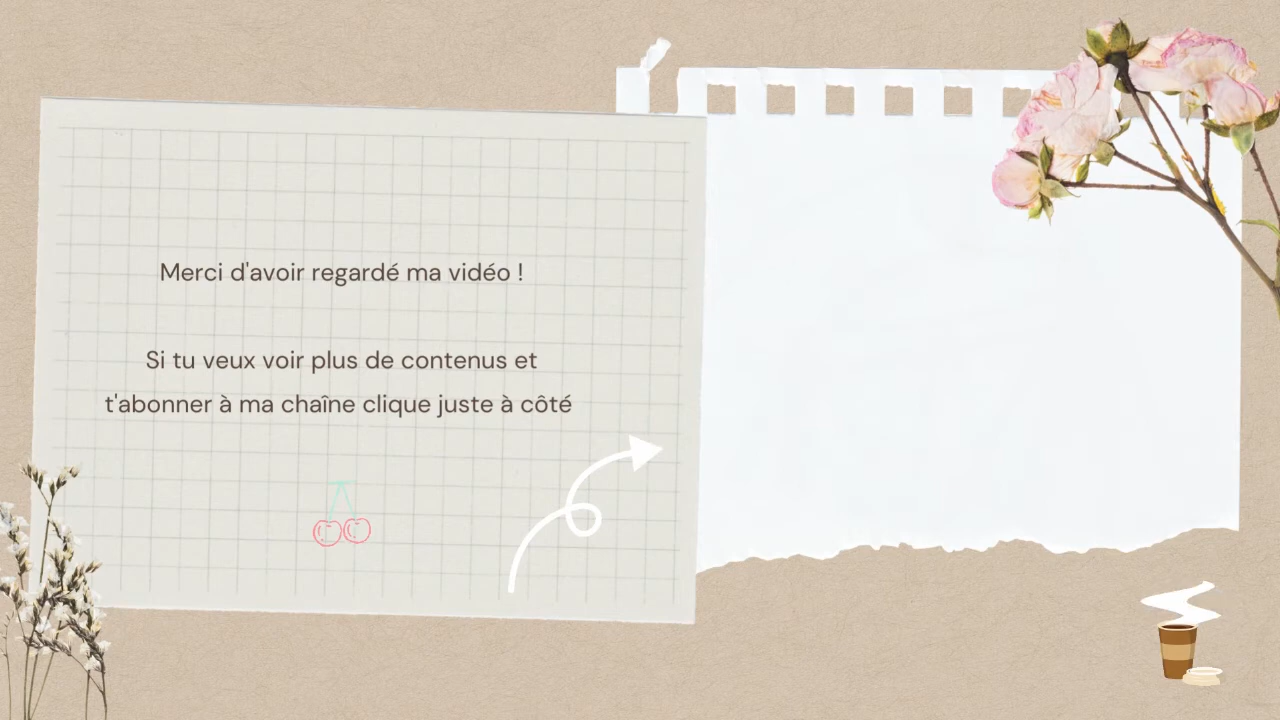 Merci d'avoir regardé ma vidéo !
Si tu veux voir plus de contenus et
t'abonner à ma chaîne clique juste à côté